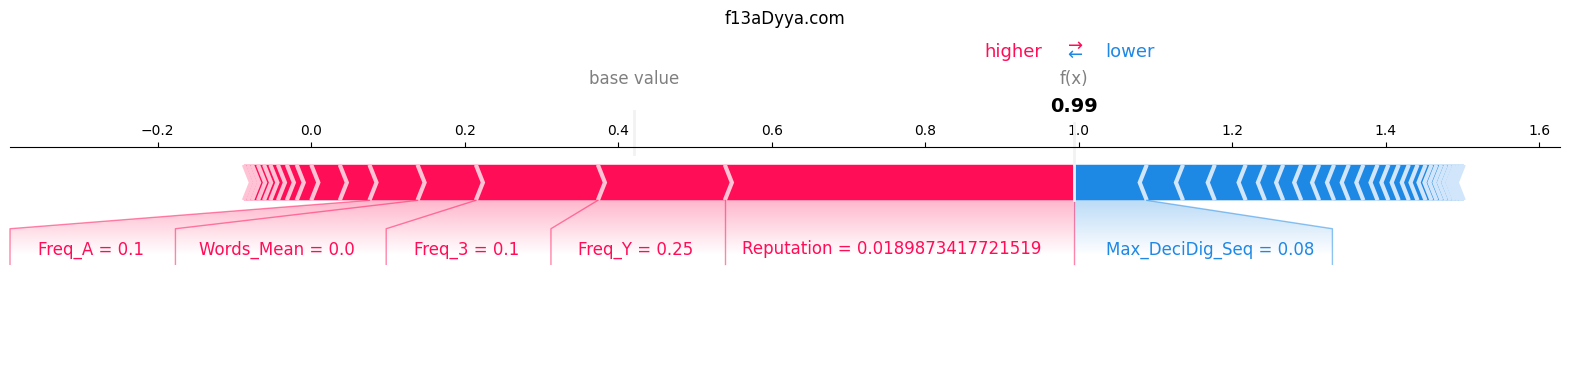 f13aDyya.com
higher ⇄ lower
base value f(x)
0.99
−0.2 0.0 0.2 0.4 0.6 0.8 1.0 1.2 1.4 1.6
Freq_A = 0.1 Words_Mean = 0.0 Freq_3 = 0.1 Freq_Y = 0.25 Reputation = 0.0189873417721519 Max_DeciDig_Seq = 0.08